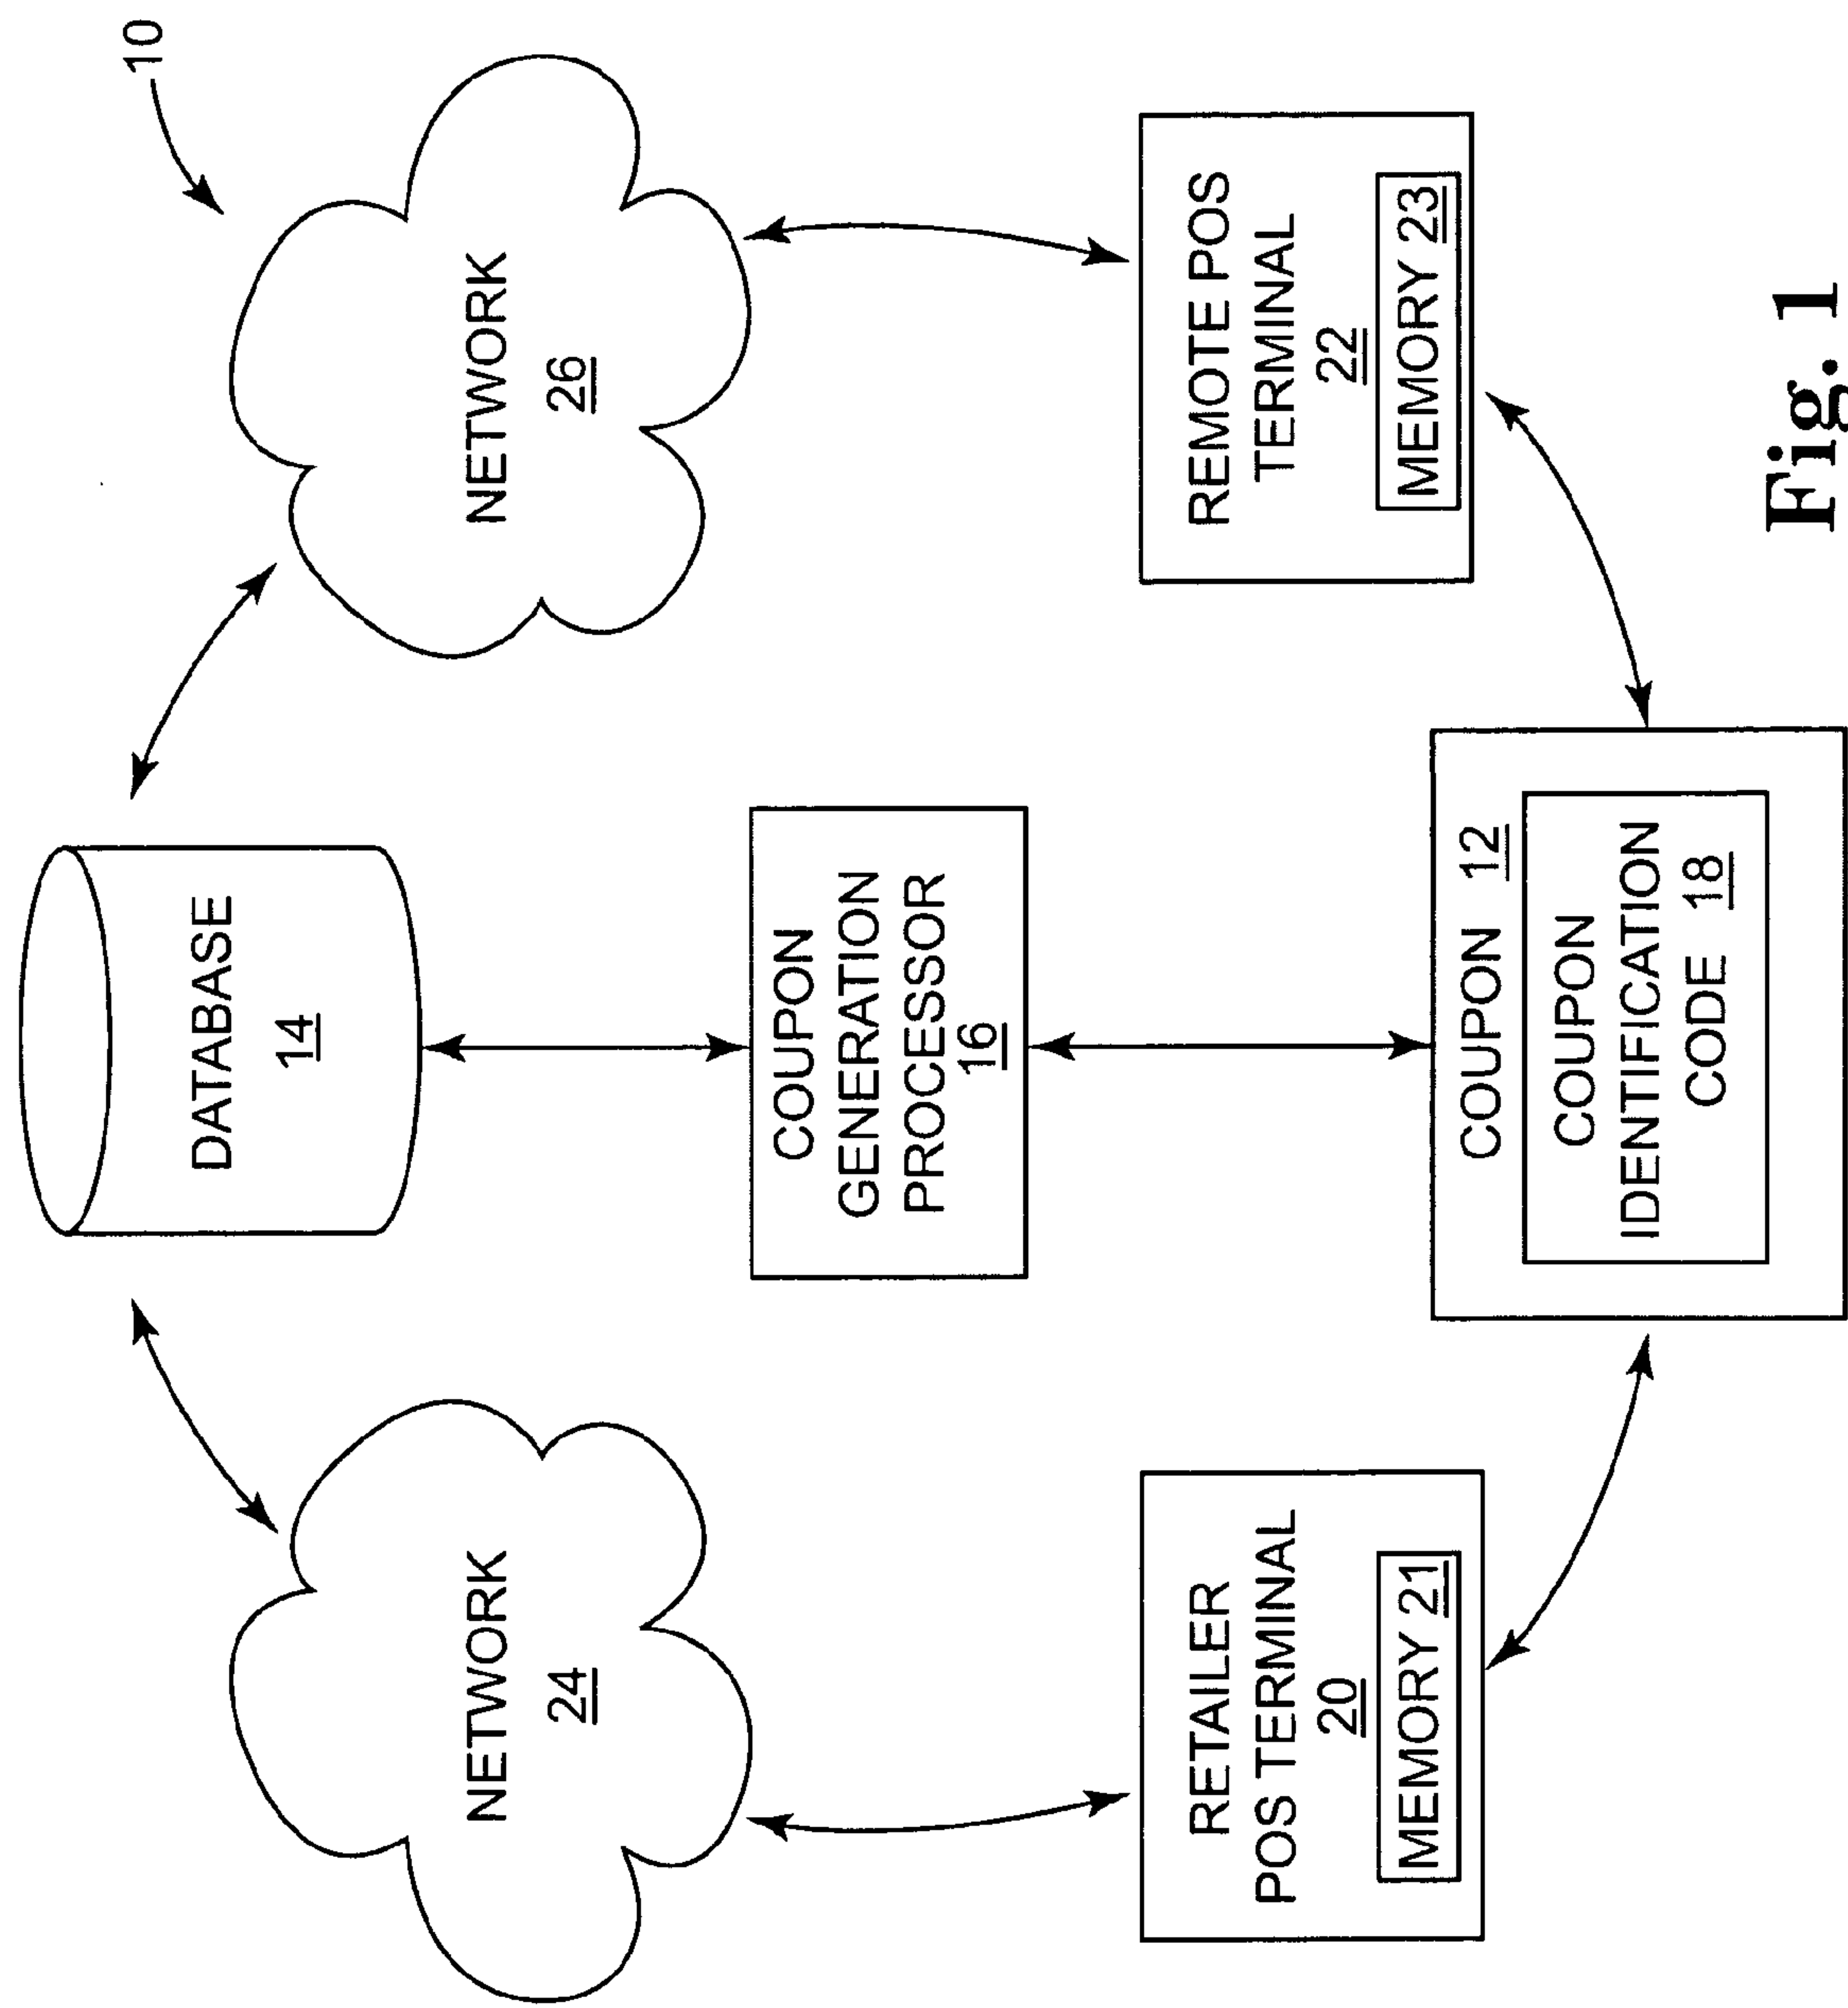 10
DATABASE
14
NETWORK
24
NETWORK
26
COUPON
GENERATION
PROCESSOR
16
RETAILER
POS TERMINAL
20
MEMORY 21
REMOTE POS
TERMINAL
22
MEMORY 23
COUPON 12
COUPON
IDENTIFICATION
CODE 18
Fig. 1